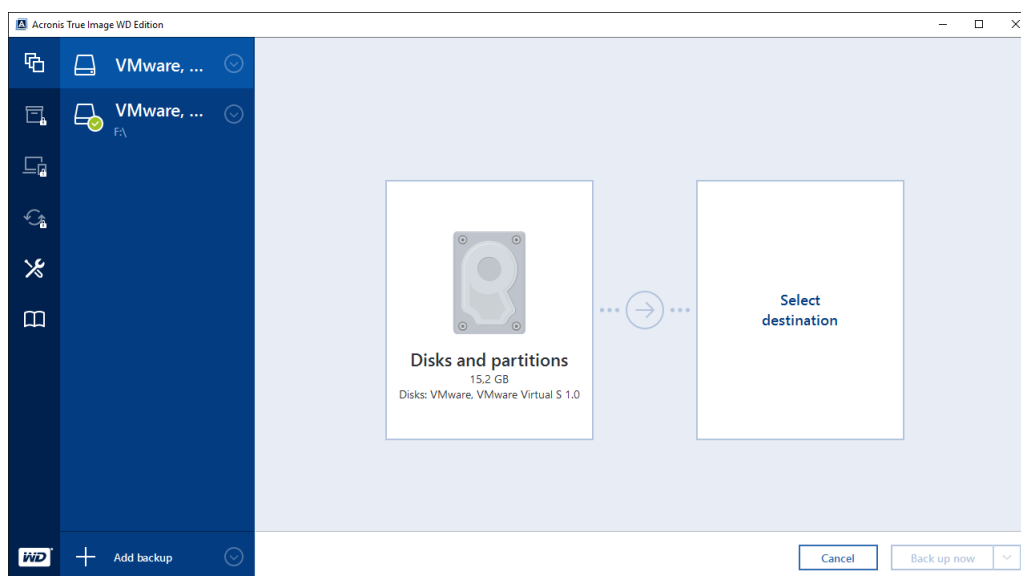 Acronis True Image WD Edition
VMware, ...
VMware, ...
F:\
Disks and partitions
15,2 GB
Disks: VMware, VMware Virtual S 1.0
Select
destination
WD
Add backup
Cancel
Back up now